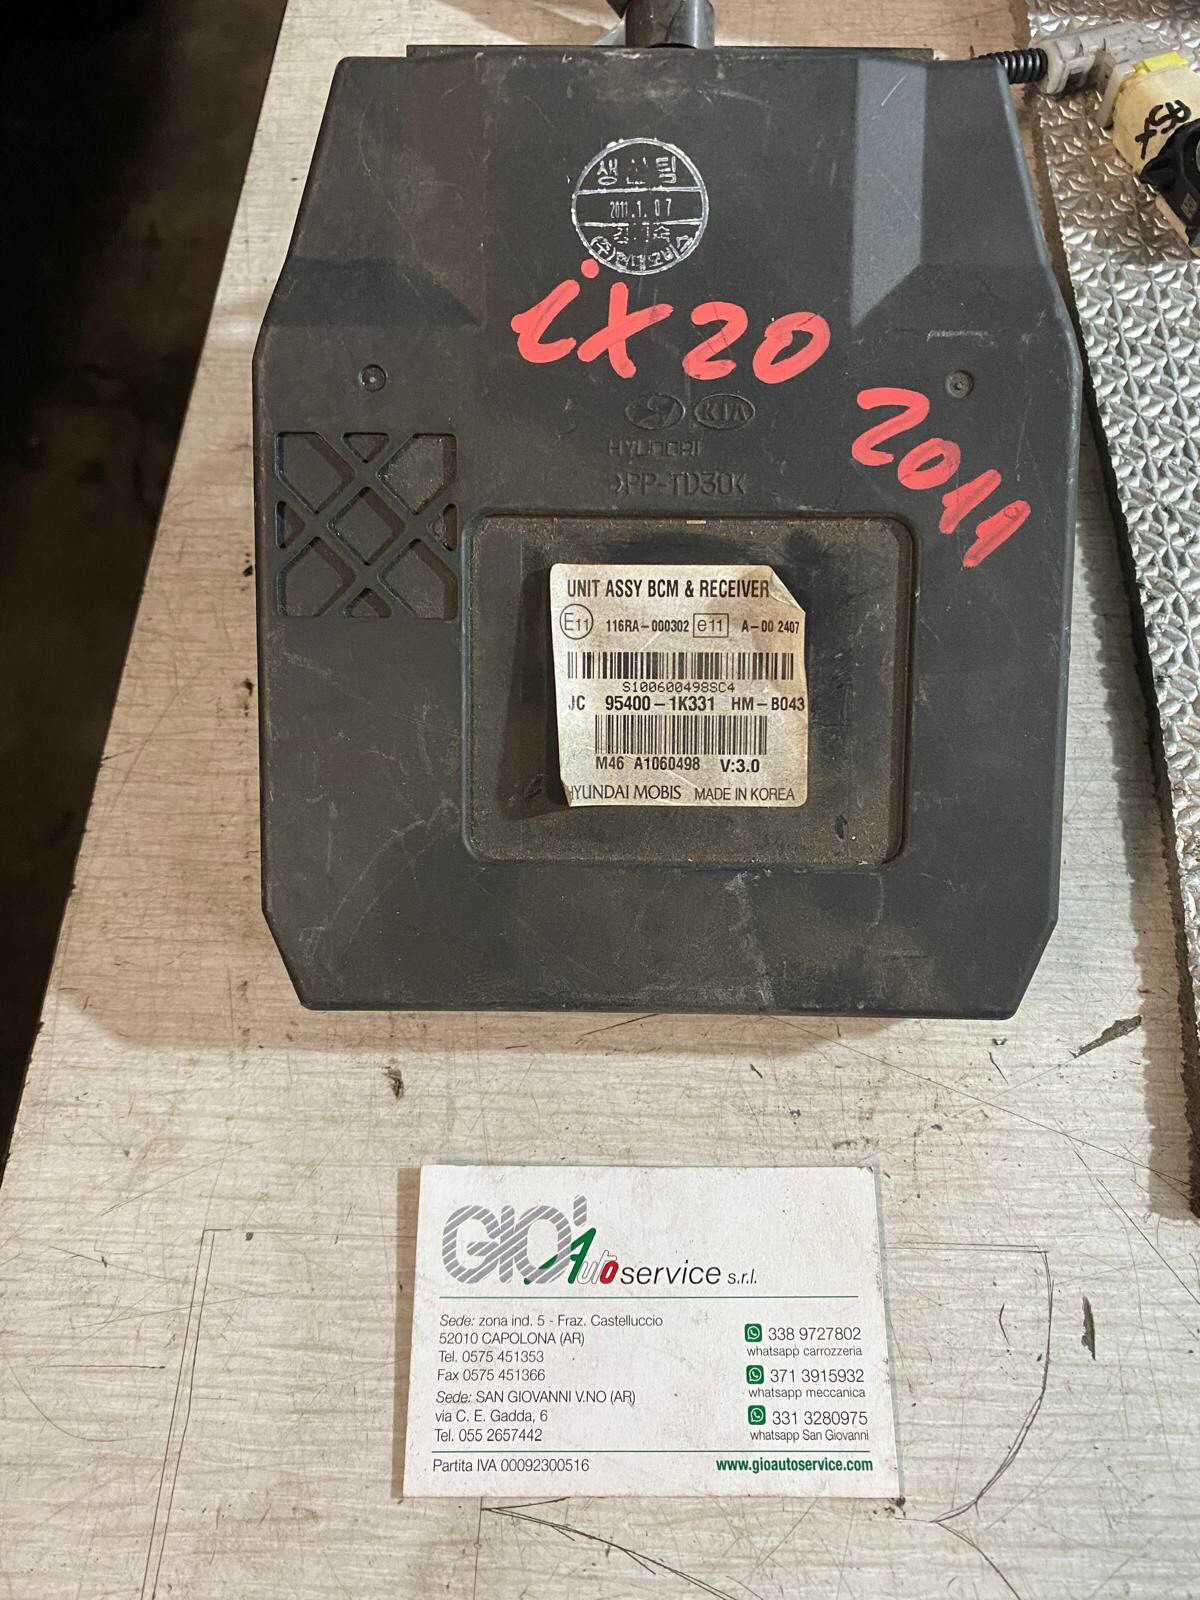 2011.1.07
iX20
2011
KIA
HYUNDAI
>PP-TD30<
UNIT ASSY BCM & RECEIVER
E11 116RA-000302 e11 A-00 2407
S100600498SC4
JC 95400-1K331 HM-B043
M46 A1060498 V:3.0
HYUNDAI MOBIS MADE IN KOREA
GIO' Autoservice s.r.l.
Sede: zona ind. 5 - Fraz. Castelluccio
52010 CAPOLONA (AR)
Tel. 0575 451353
Fax 0575 451366
Sede: SAN GIOVANNI V.NO (AR)
via C. E. Gadda, 6
Tel. 055 2657442
338 9727802
whatsapp carrozzeria
371 3915932
whatsapp meccanica
331 3280975
whatsapp San Giovanni
Partita IVA 00092300516
www.gioautoservice.com